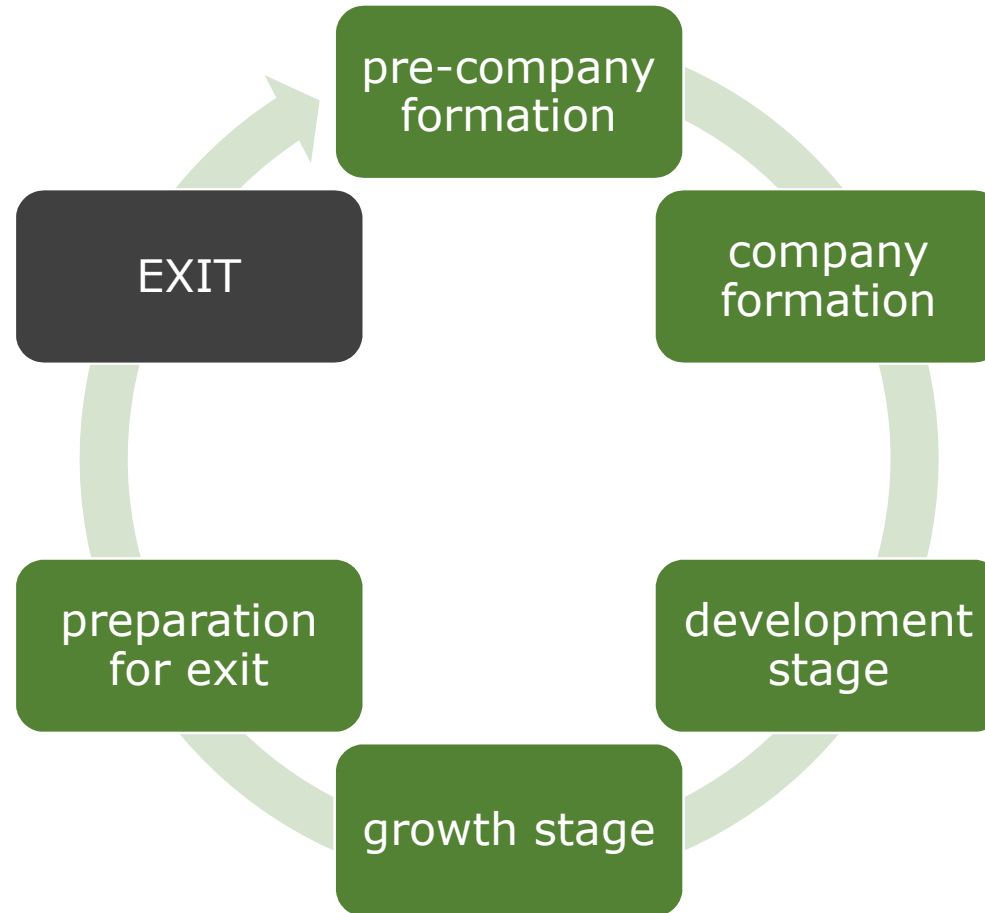 pre-company
formation
company
formation
development
stage
growth stage
preparation
for exit
EXIT